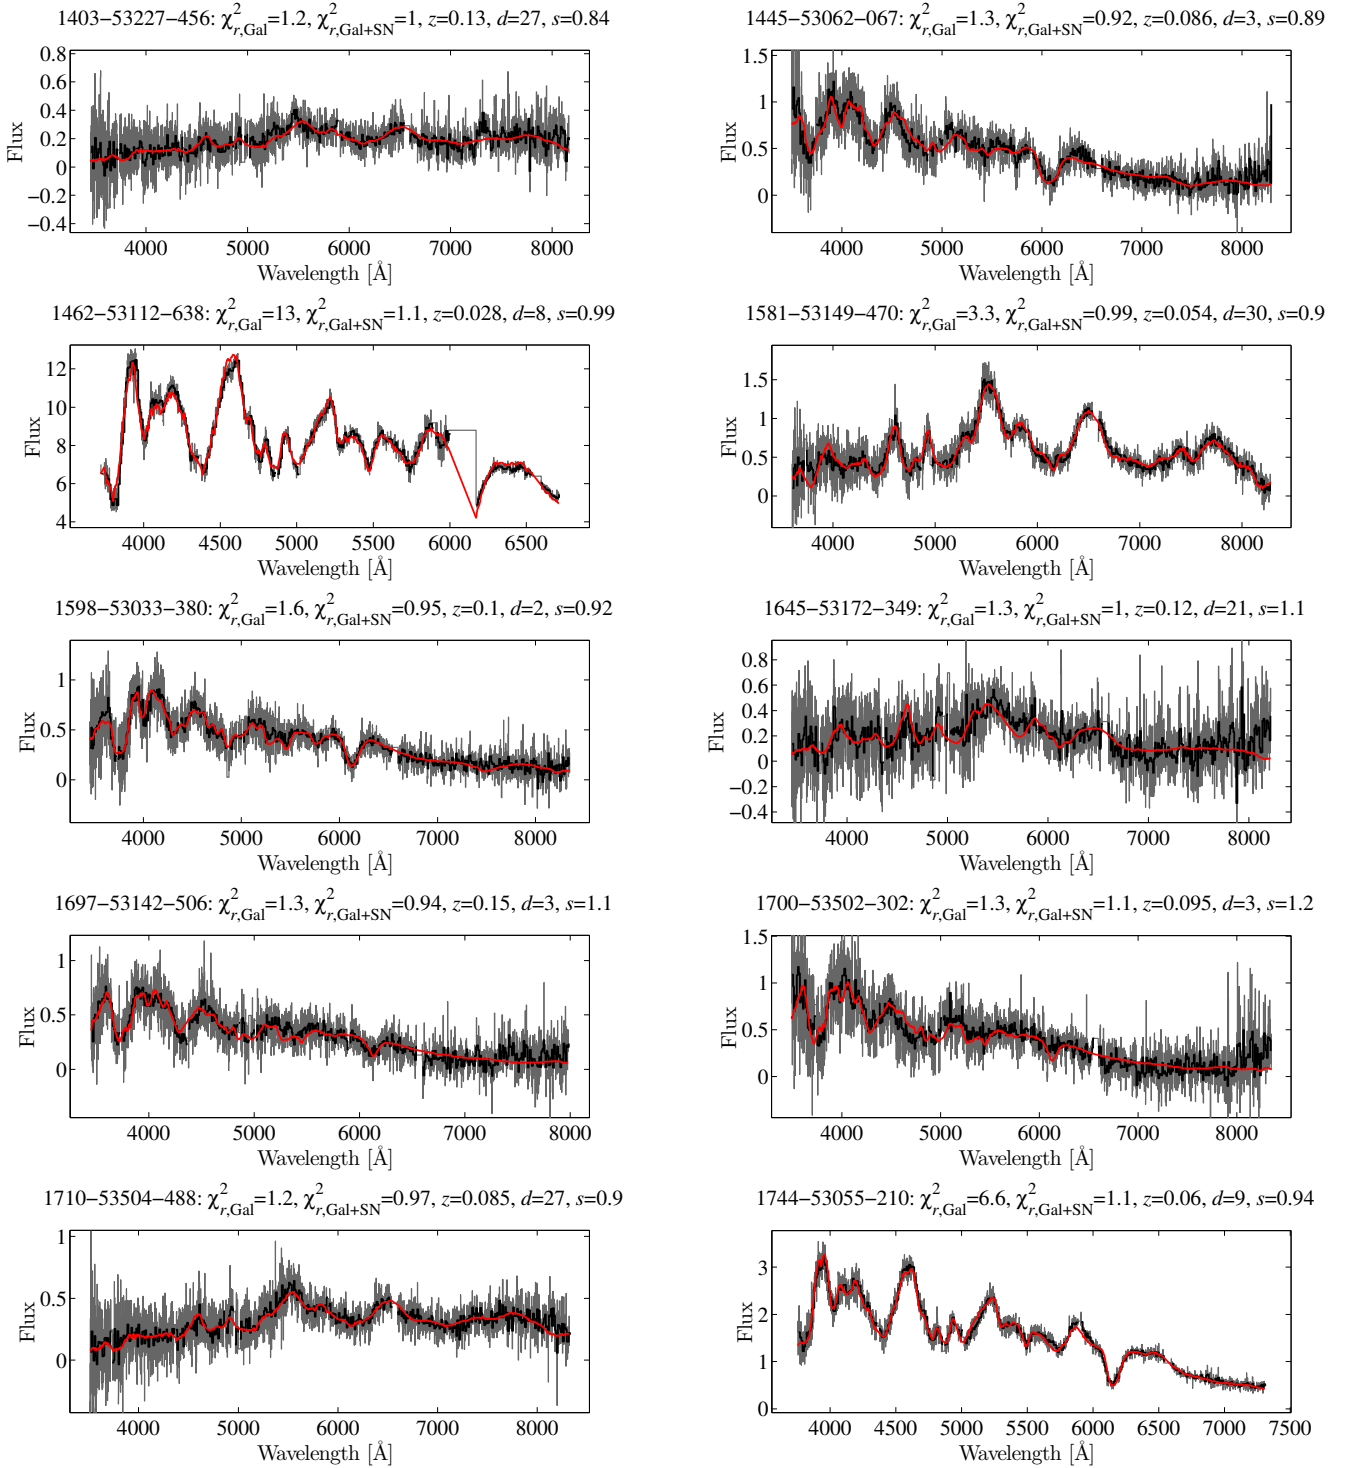 1403−53227−456: χ²r,Gal=1.2, χ²r,Gal+SN=1, z=0.13, d=27, s=0.84
0.8
0.6
0.4
0.2
0
−0.2
−0.4
Flux
4000 5000 6000 7000 8000
Wavelength [Å]
1445−53062−067: χ²r,Gal=1.3, χ²r,Gal+SN=0.92, z=0.086, d=3, s=0.89
1.5
1
0.5
0
Flux
4000 5000 6000 7000 8000
Wavelength [Å]
1462−53112−638: χ²r,Gal=13, χ²r,Gal+SN=1.1, z=0.028, d=8, s=0.99
12
10
8
6
4
Flux
4000 4500 5000 5500 6000 6500
Wavelength [Å]
1581−53149−470: χ²r,Gal=3.3, χ²r,Gal+SN=0.99, z=0.054, d=30, s=0.9
1.5
1
0.5
0
Flux
4000 5000 6000 7000 8000
Wavelength [Å]
1598−53033−380: χ²r,Gal=1.6, χ²r,Gal+SN=0.95, z=0.1, d=2, s=0.92
1
0.5
0
Flux
4000 5000 6000 7000 8000
Wavelength [Å]
1645−53172−349: χ²r,Gal=1.3, χ²r,Gal+SN=1, z=0.12, d=21, s=1.1
0.8
0.6
0.4
0.2
0
−0.2
−0.4
Flux
4000 5000 6000 7000 8000
Wavelength [Å]
1697−53142−506: χ²r,Gal=1.3, χ²r,Gal+SN=0.94, z=0.15, d=3, s=1.1
1
0.5
0
Flux
4000 5000 6000 7000 8000
Wavelength [Å]
1700−53502−302: χ²r,Gal=1.3, χ²r,Gal+SN=1.1, z=0.095, d=3, s=1.2
1.5
1
0.5
0
Flux
4000 5000 6000 7000 8000
Wavelength [Å]
1710−53504−488: χ²r,Gal=1.2, χ²r,Gal+SN=0.97, z=0.085, d=27, s=0.9
1
0.5
0
Flux
4000 5000 6000 7000 8000
Wavelength [Å]
1744−53055−210: χ²r,Gal=6.6, χ²r,Gal+SN=1.1, z=0.06, d=9, s=0.94
3
2
1
0
Flux
4000 4500 5000 5500 6000 6500 7000 7500
Wavelength [Å]